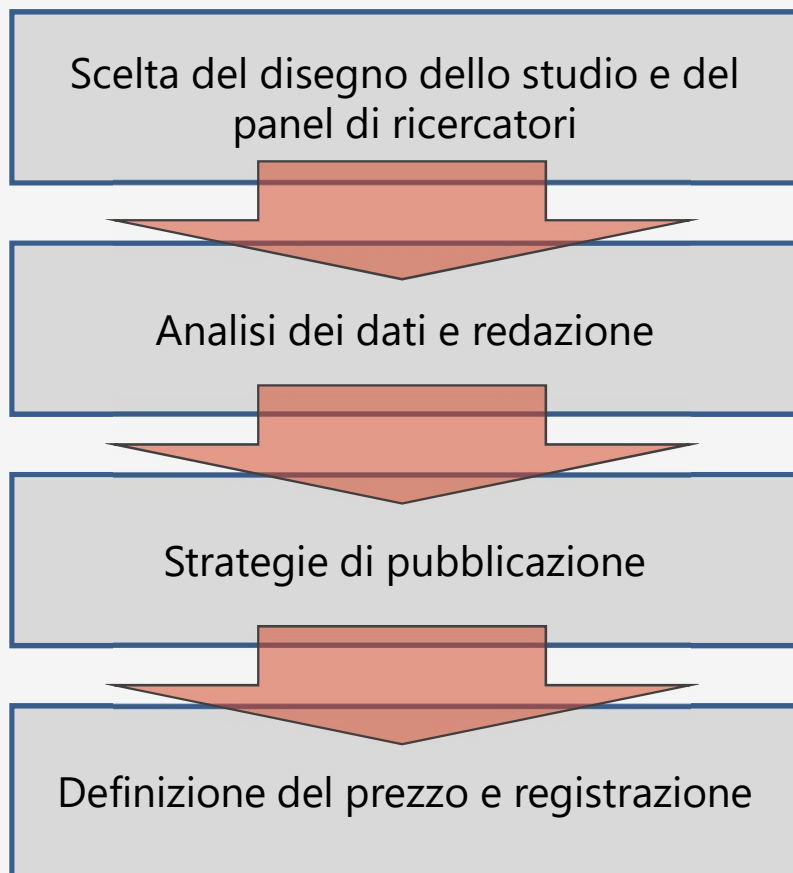 Scelta del disegno dello studio e del
panel di ricercatori
Analisi dei dati e redazione
Strategie di pubblicazione
Definizione del prezzo e registrazione